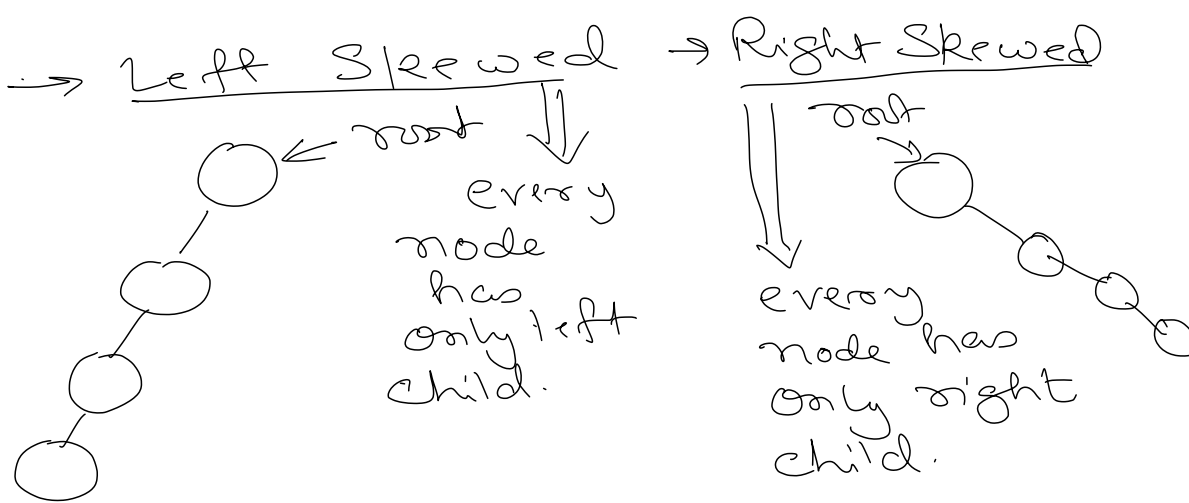 → Left Skewed
root
every
node
has
only left
child.
→ Right Skewed
root
every
node has
only right
child.